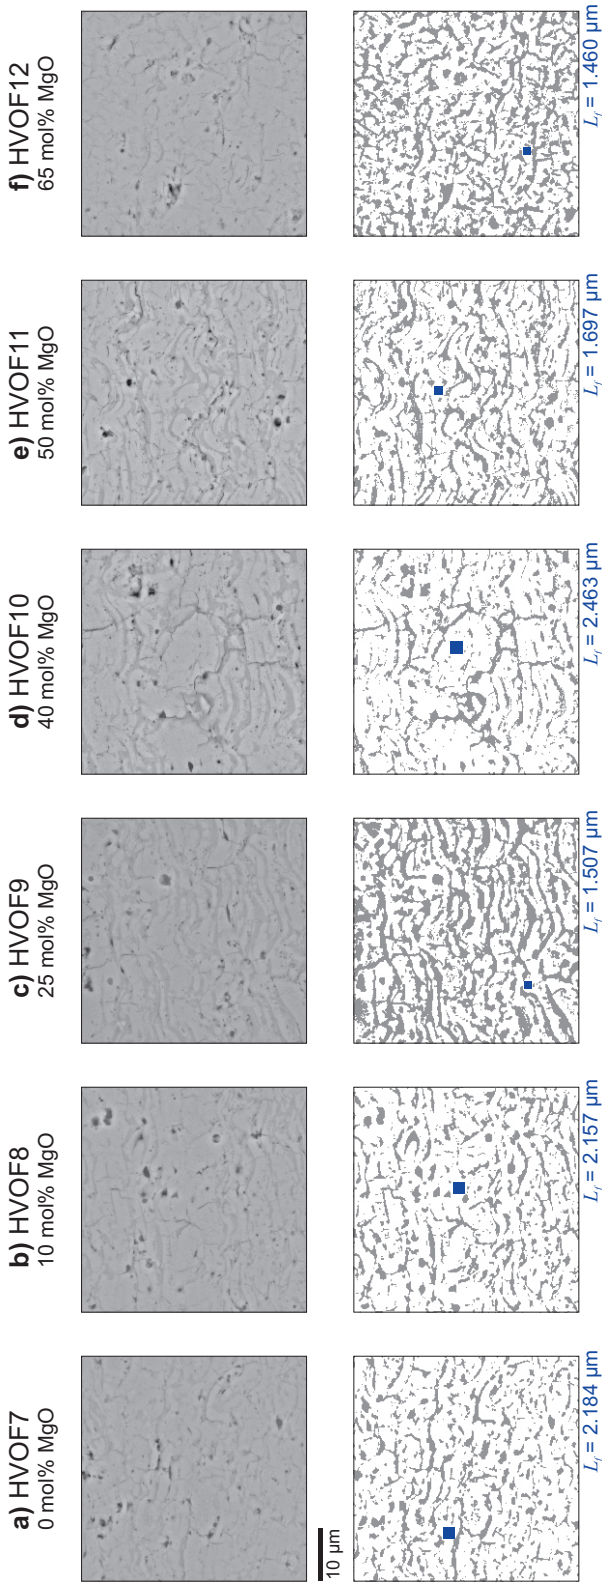 a) HVOF7
0 mol% MgO
b) HVOF8
10 mol% MgO
c) HVOF9
25 mol% MgO
d) HVOF10
40 mol% MgO
e) HVOF11
50 mol% MgO
f) HVOF12
65 mol% MgO
10 μm
L_f = 2.184 μm
L_f = 2.157 μm
L_f = 1.507 μm
L_f = 2.463 μm
L_f = 1.697 μm
L_f = 1.460 μm